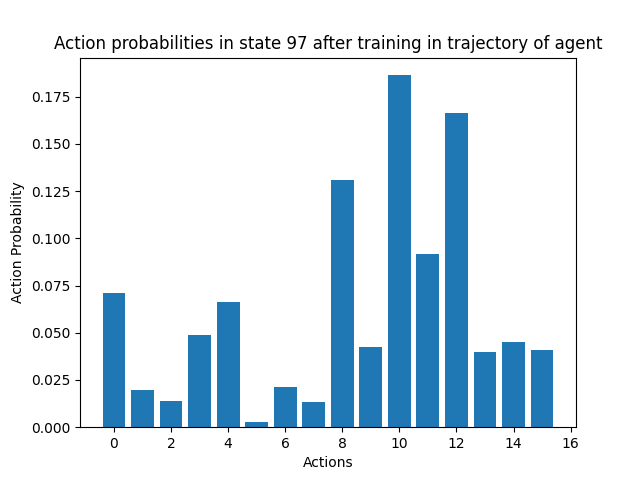 Action probabilities in state 97 after training in trajectory of agent
Action Probability
0.175
0.150
0.125
0.100
0.075
0.050
0.025
0.000
0 2 4 6 8 10 12 14 16
Actions